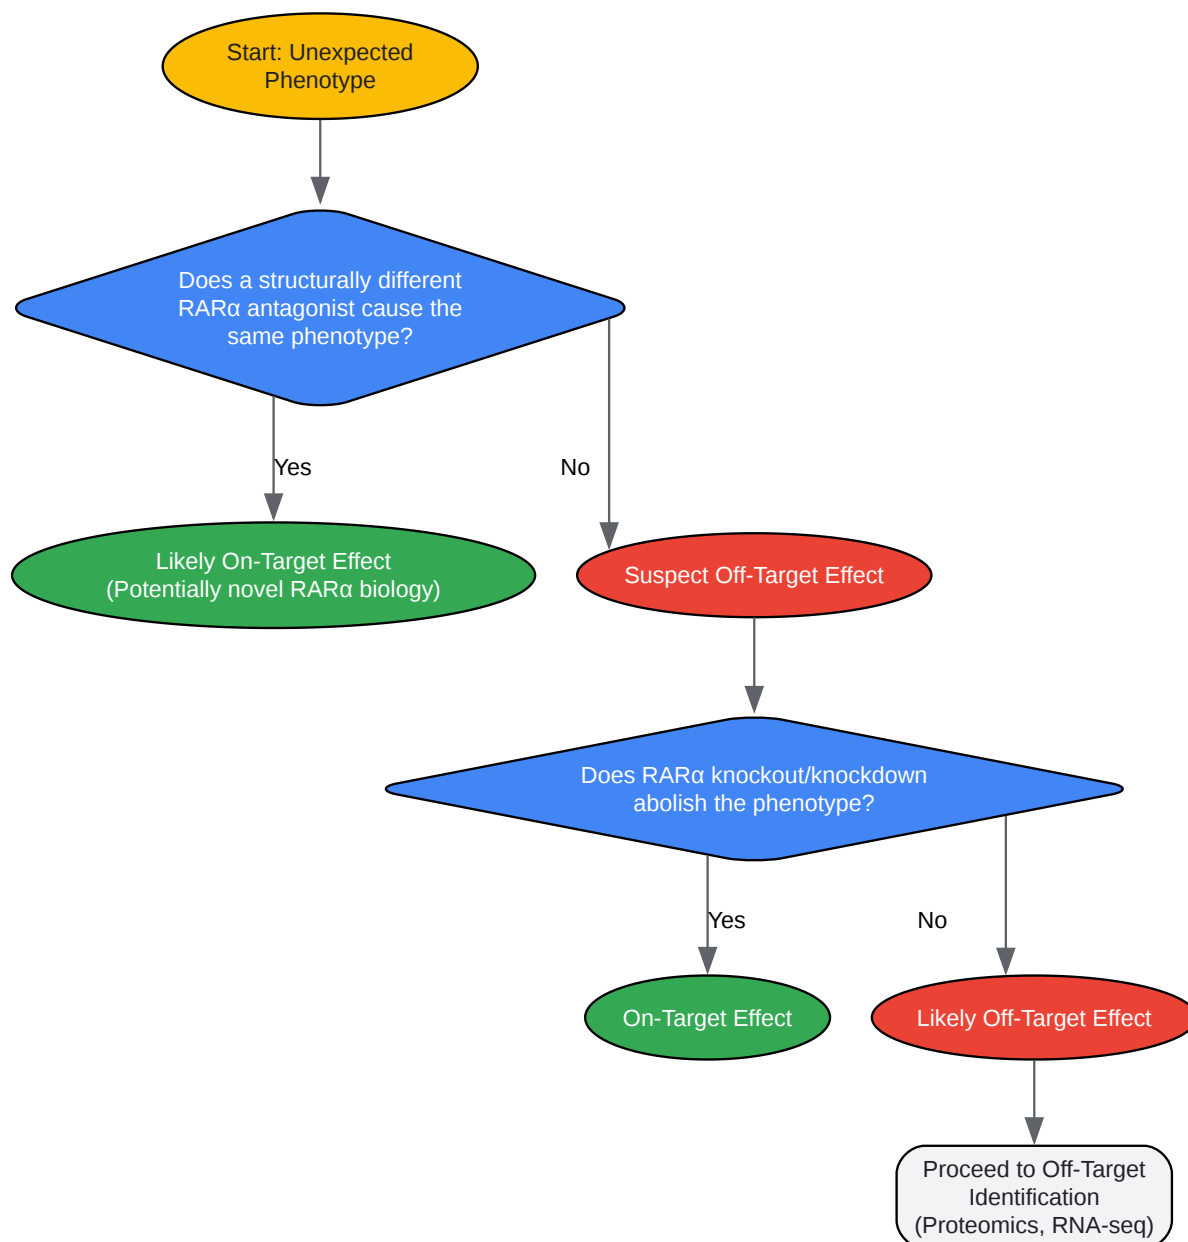 Start: Unexpected
Phenotype
Does a structurally different
RARα antagonist cause the
same phenotype?
Yes
No
Likely On-Target Effect
(Potentially novel RARα biology)
Suspect Off-Target Effect
Does RARα knockout/knockdown
abolish the phenotype?
Yes
No
On-Target Effect
Likely Off-Target Effect
Proceed to Off-Target
Identification
(Proteomics, RNA-seq)